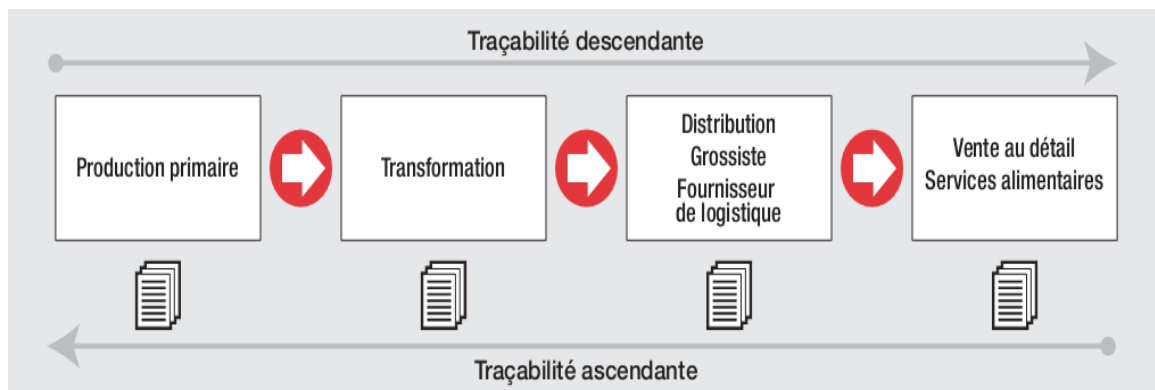 Traçabilité descendante
Production primaire
Transformation
Distribution
Grossiste
Fournisseur
de logistique
Vente au détail
Services alimentaires
Traçabilité ascendante